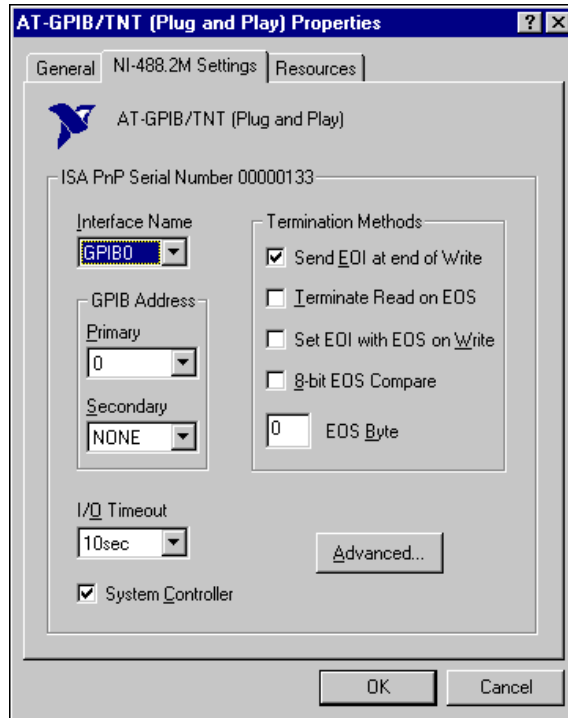 AT-GPIB/TNT (Plug and Play) Properties
General NI-488.2M Settings Resources
AT-GPIB/TNT (Plug and Play)
ISA PnP Serial Number 00000133
Interface Name
GPIB0
GPIB Address
Primary
0
Secondary
NONE
Termination Methods
Send EOI at end of Write
Terminate Read on EOS
Set EOI with EOS on Write
8-bit EOS Compare
0 EOS Byte
I/O Timeout
10sec
System Controller
Advanced...
OK Cancel